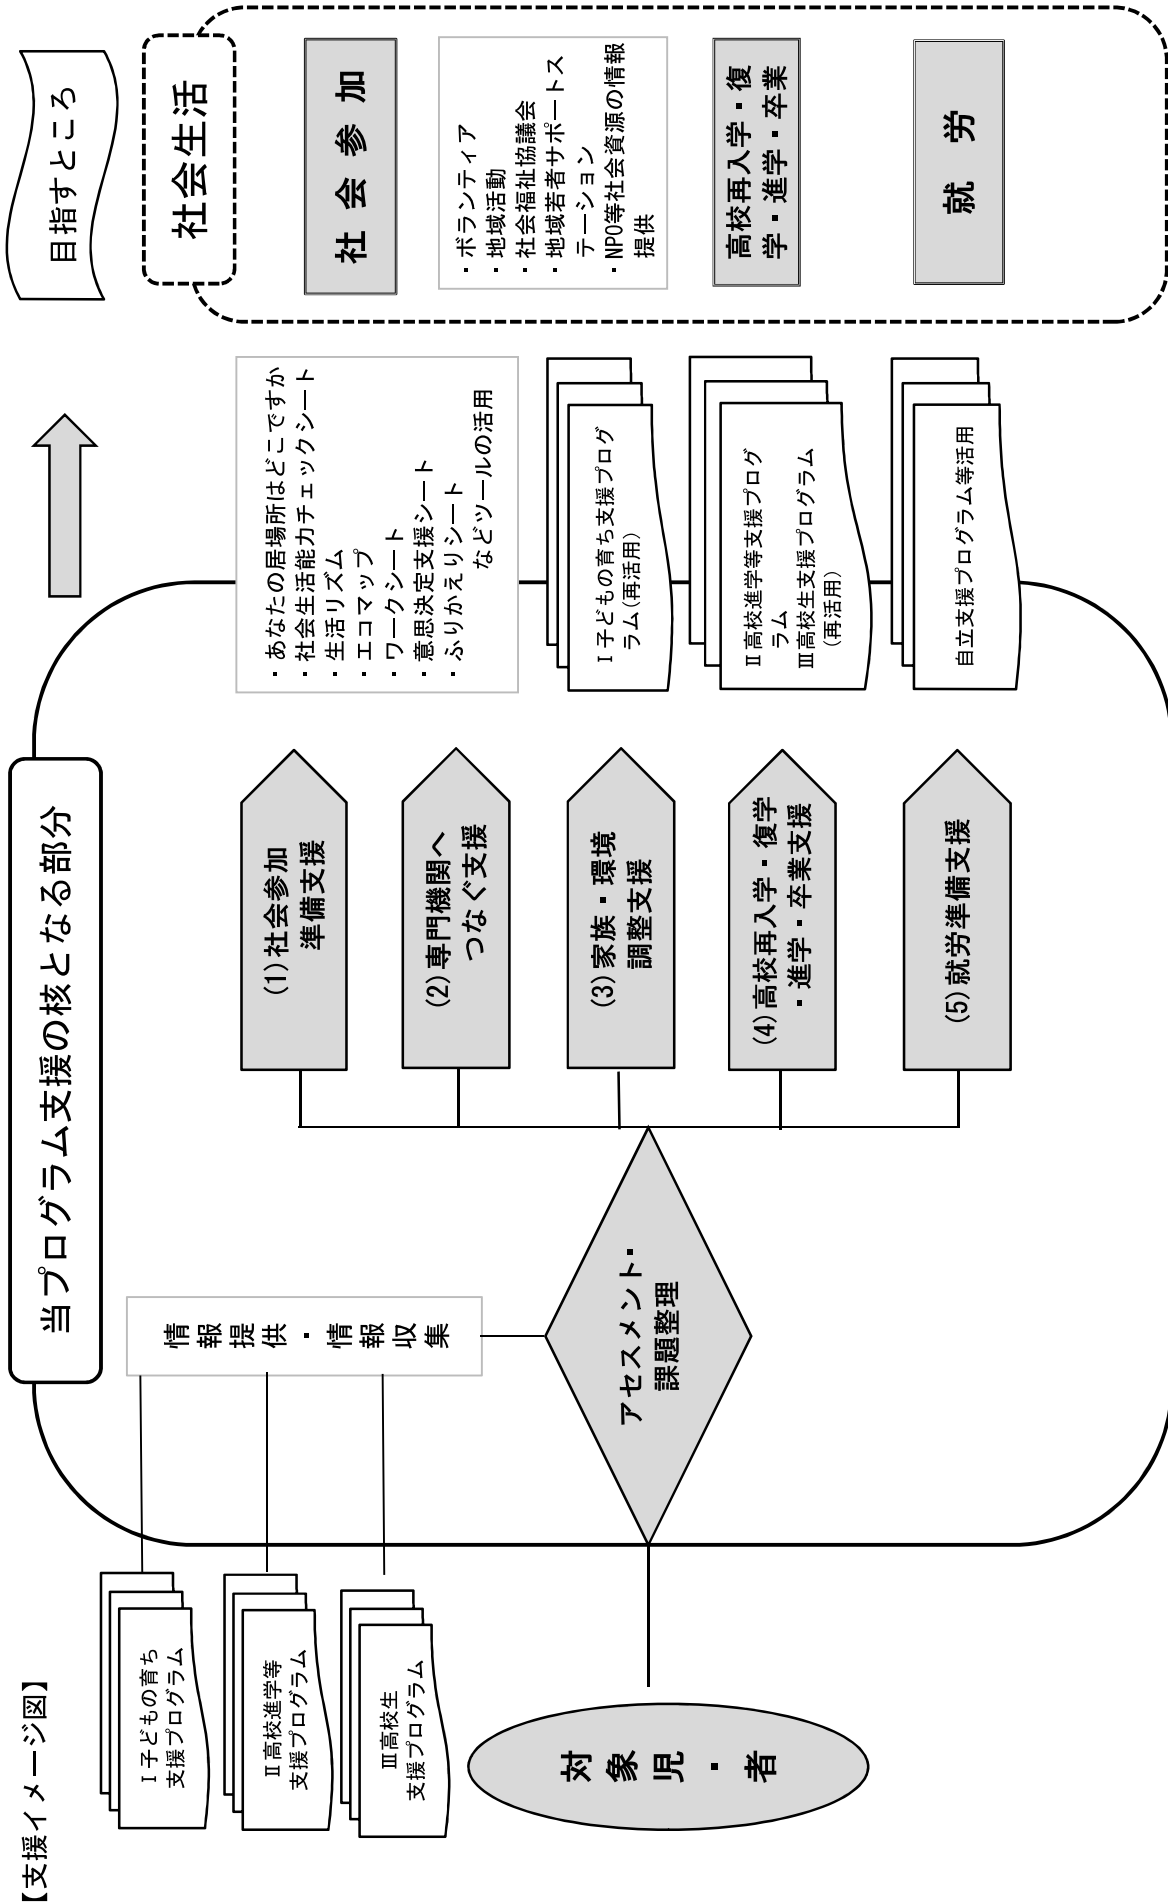 【支援イメージ図】
当プログラム支援の核となる部分
目指すところ
Ⅰ子どもの育ち
支援プログラム
Ⅱ高校進学等
支援プログラム
Ⅲ高校生
支援プログラム
対象児・者
情報提供・情報収集
アセスメント・
課題整理
(1)社会参加
準備支援
(2)専門機関へ
つなぐ支援
(3)家族・環境
調整支援
(4)高校再入学・復学
・進学・卒業支援
(5)就労準備支援
・あなたの居場所はどこですか
・社会生活能力チェックシート
・生活リズム
・エコマップ
・ワークシート
・意思決定支援シート
・ふりかえりシート
などツールの活用
Ⅰ子どもの育ち支援プログ
ラム(再活用)
Ⅱ高校進学等支援プログ
ラム
Ⅲ高校生支援プログラム
(再活用)
自立支援プログラム等活用
社会生活
社会参加
・ボランティア
・地域活動
・社会福祉協議会
・地域若者サポートス
テーション
・NPO等社会資源の情報
提供
高校再入学・復
学・進学・卒業
就労